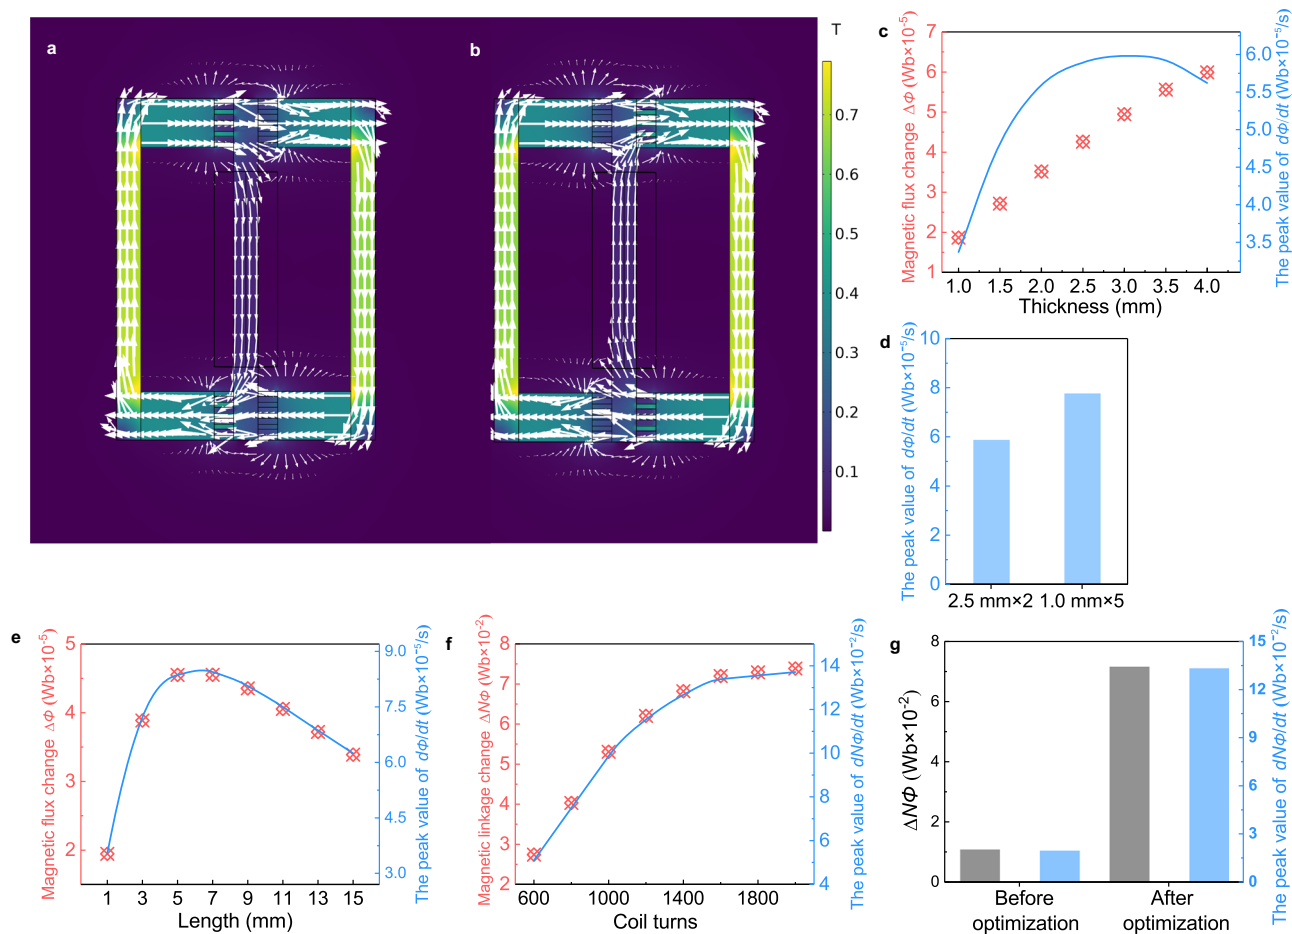 a
b
T
0.7
0.6
0.5
0.4
0.3
0.2
0.1
c
Magnetic flux change ΔΦ (Wb×10⁻⁵)
7
6
5
4
3
2
1
1.0 1.5 2.0 2.5 3.0 3.5 4.0
Thickness (mm)
6.0
5.5
5.0
4.5
4.0
3.5
The peak value of dΦ/dt (Wb×10⁻⁵/s)
d
The peak value of dΦ/dt (Wb×10⁻⁵/s)
10
8
6
4
2
0
2.5 mm×2 1.0 mm×5
e
Magnetic flux change ΔΦ (Wb×10⁻⁵)
5
4
3
2
1 3 5 7 9 11 13 15
Length (mm)
9.0
7.5
6.0
4.5
3.0
The peak value of dΦ/dt (Wb×10⁻⁵/s)
f
Magnetic linkage change ΔNΦ (Wb×10⁻²)
8
7
6
5
4
3
2
600 1000 1400 1800
Coil turns
14
12
10
8
6
4
The peak value of dNΦ/dt (Wb×10⁻²/s)
g
ΔNΦ (Wb×10⁻²)
8
6
4
2
0
Before After
optimization optimization
15
12
9
6
3
0
The peak value of dNΦ/dt (Wb×10⁻²/s)